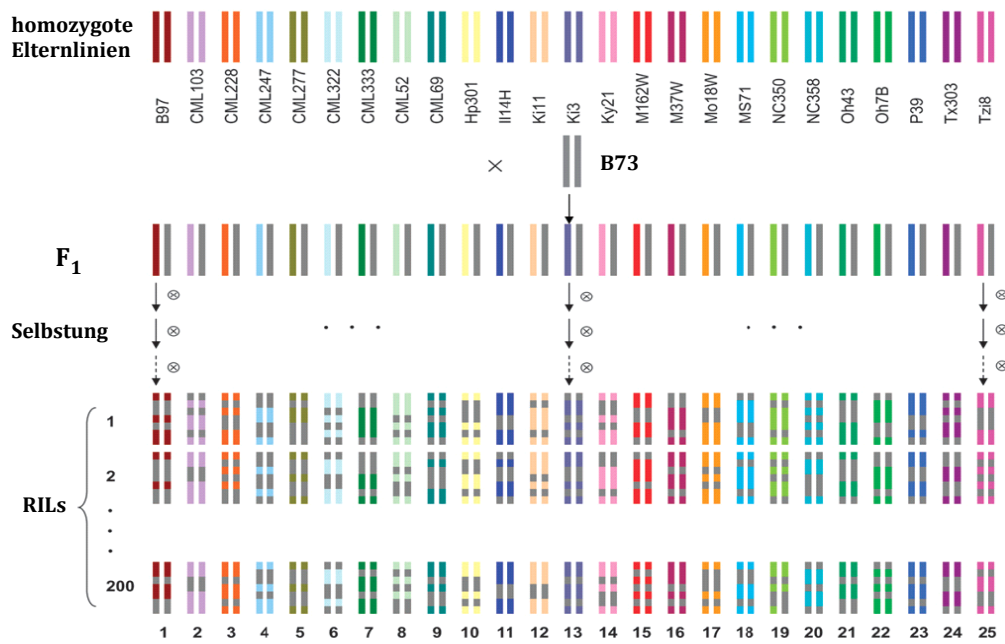 homozygote
Elternlinien
B97 CML103 CML228 CML247 CML277 CML322 CML333 CML52 CML69 Hp301 Il14H Ki11 Ki3 Ky21 M162W M37W Mo18W MS71 NC350 NC358 Oh43 Oh7B P39 Tx303 Tzi8
× B73
F1
Selbstung
1
2
RILs
200
1 2 3 4 5 6 7 8 9 10 11 12 13 14 15 16 17 18 19 20 21 22 23 24 25